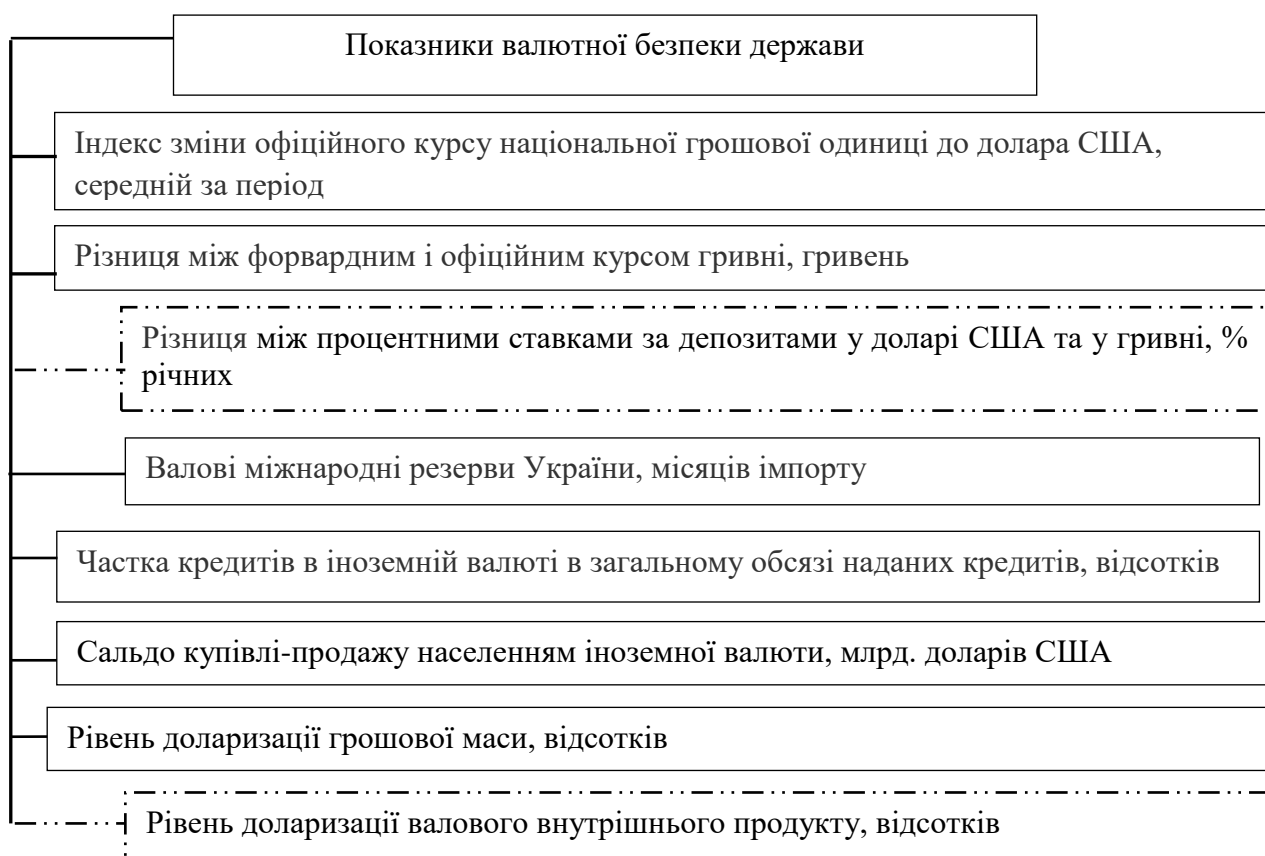 Показники валютної безпеки держави
Індекс зміни офіційного курсу національної грошової одиниці до долара США,
середній за період
Різниця між форвардним і офіційним курсом гривні, гривень
Різниця між процентними ставками за депозитами у доларі США та у гривні, %
річних
Валові міжнародні резерви України, місяців імпорту
Частка кредитів в іноземній валюті в загальному обсязі наданих кредитів, відсотків
Сальдо купівлі-продажу населенням іноземної валюти, млрд. доларів США
Рівень доларизації грошової маси, відсотків
Рівень доларизації валового внутрішнього продукту, відсотків